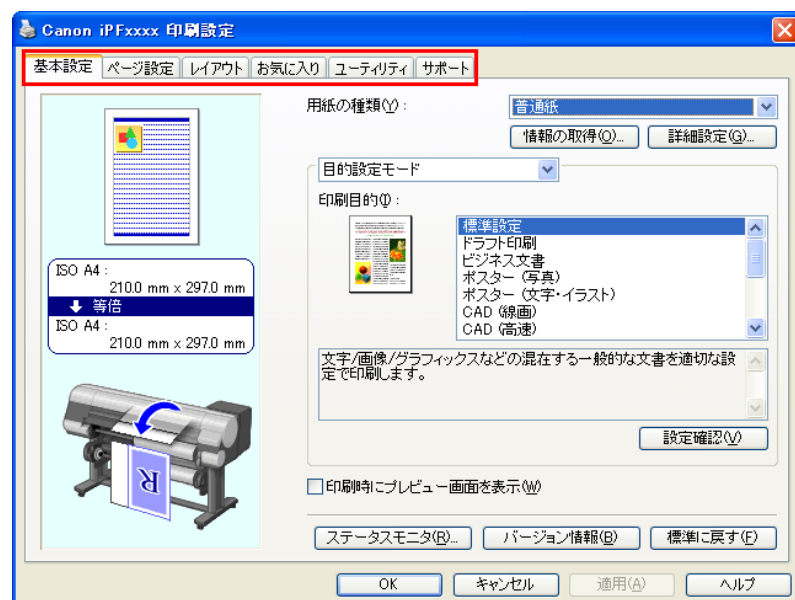 Canon iPFxxxx 印刷設定
基本設定 ページ設定 レイアウト お気に入り ユーティリティ サポート
用紙の種類(Y) : 普通紙
情報の取得(Q)... 詳細設定(G)...
目的設定モード
印刷目的(I) :
標準設定
ドラフト印刷
ビジネス文書
ポスター (写真)
ポスター (文字・イラスト)
CAD (線画)
CAD (高速)
ISO A4 :
210.0 mm x 297.0 mm
等倍
ISO A4 :
210.0 mm x 297.0 mm
文字/画像/グラフィックスなどの混在する一般的な文書を適切な設
定で印刷します。
設定確認(V)
R
印刷時にプレビュー画面を表示(W)
ステータスモニタ(R)... バージョン情報(B) 標準に戻す(F)
OK キャンセル 適用(A) ヘルプ